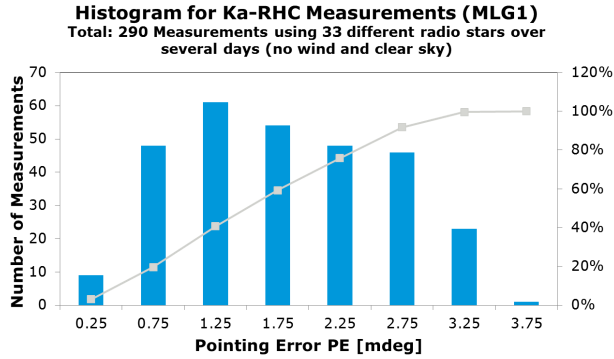 Histogram for Ka-RHC Measurements (MLG1)
Total: 290 Measurements using 33 different radio stars over
several days (no wind and clear sky)
Number of Measurements
70
60
50
40
30
20
10
0
120%
100%
80%
60%
40%
20%
0%
0.25 0.75 1.25 1.75 2.25 2.75 3.25 3.75
Pointing Error PE [mdeg]